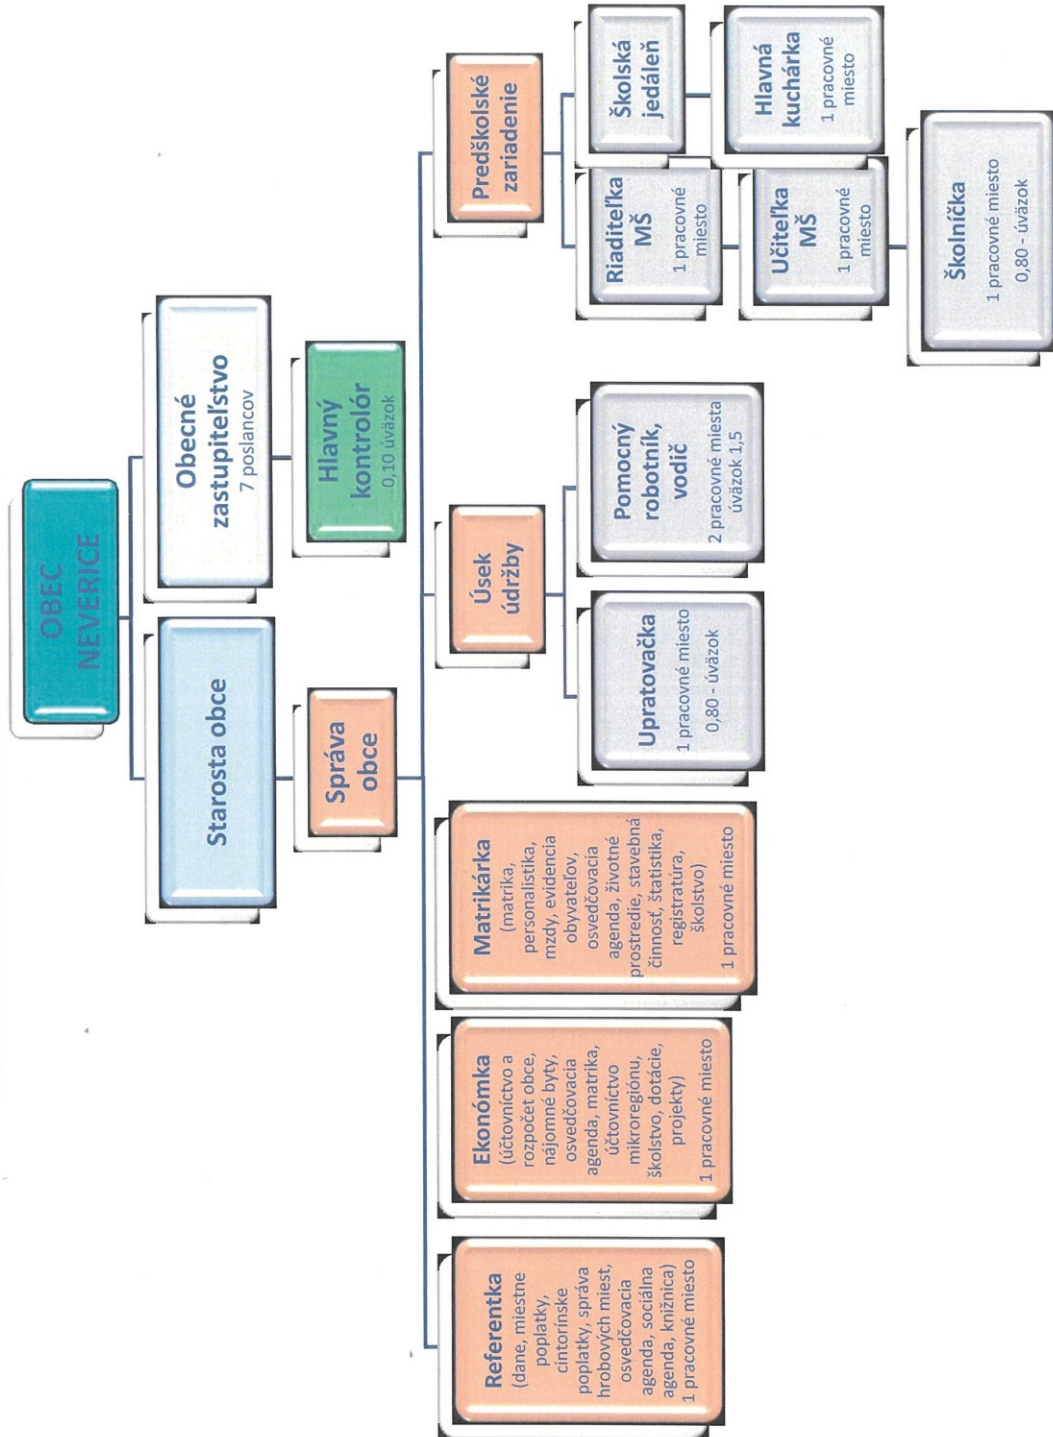 OBEC
NEVERICE
Starosta obce
Obecné
zastupiteľstvo
7 poslancov
Správa
obce
Hlavný
kontrolór
0,10 úväzok
Referentka
(dane, miestne
poplatky,
cintorínske
poplatky, správa
hrobových miest,
osvedčovacia
agenda, sociálna
agenda, knižnica)
1 pracovné miesto
Ekonómka
(účtovníctvo a
rozpočet obce,
nájomné byty,
osvedčovacia
agenda, matrika,
účtovníctvo
mikroregiónu,
školstvo, dotácie,
projekty)
1 pracovné miesto
Matrikárka
(matrika,
personalistika,
mzdy, evidencia
obyvateľov,
osvedčovacia
agenda, životné
prostredie, stavebná
činnosť, štatistika,
registratúra,
školstvo)
1 pracovné miesto
Úsek
údržby
Upratovačka
1 pracovné miesto
0,80 - úväzok
Pomocný
robotník,
vodič
2 pracovné miesta
úväzok 1,5
Predškolské
zariadenie
Riaditeľka
MŠ
1 pracovné
miesto
Školská
jedáleň
Učiteľka
MŠ
1 pracovné
miesto
Hlavná
kuchárka
1 pracovné
miesto
Školníčka
1 pracovné miesto
0,80 - úväzok